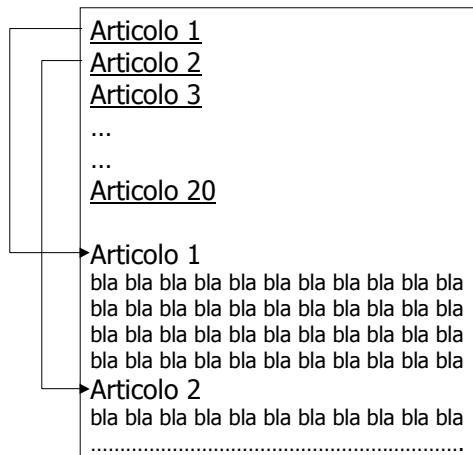 Articolo 1
Articolo 2
Articolo 3
...
...
Articolo 20
Articolo 1
bla bla bla bla bla bla bla bla bla bla bla
bla bla bla bla bla bla bla bla bla bla bla
bla bla bla bla bla bla bla bla bla bla bla
bla bla bla bla bla bla bla bla bla bla bla
Articolo 2
bla bla bla bla bla bla bla bla bla bla bla
..............................................................